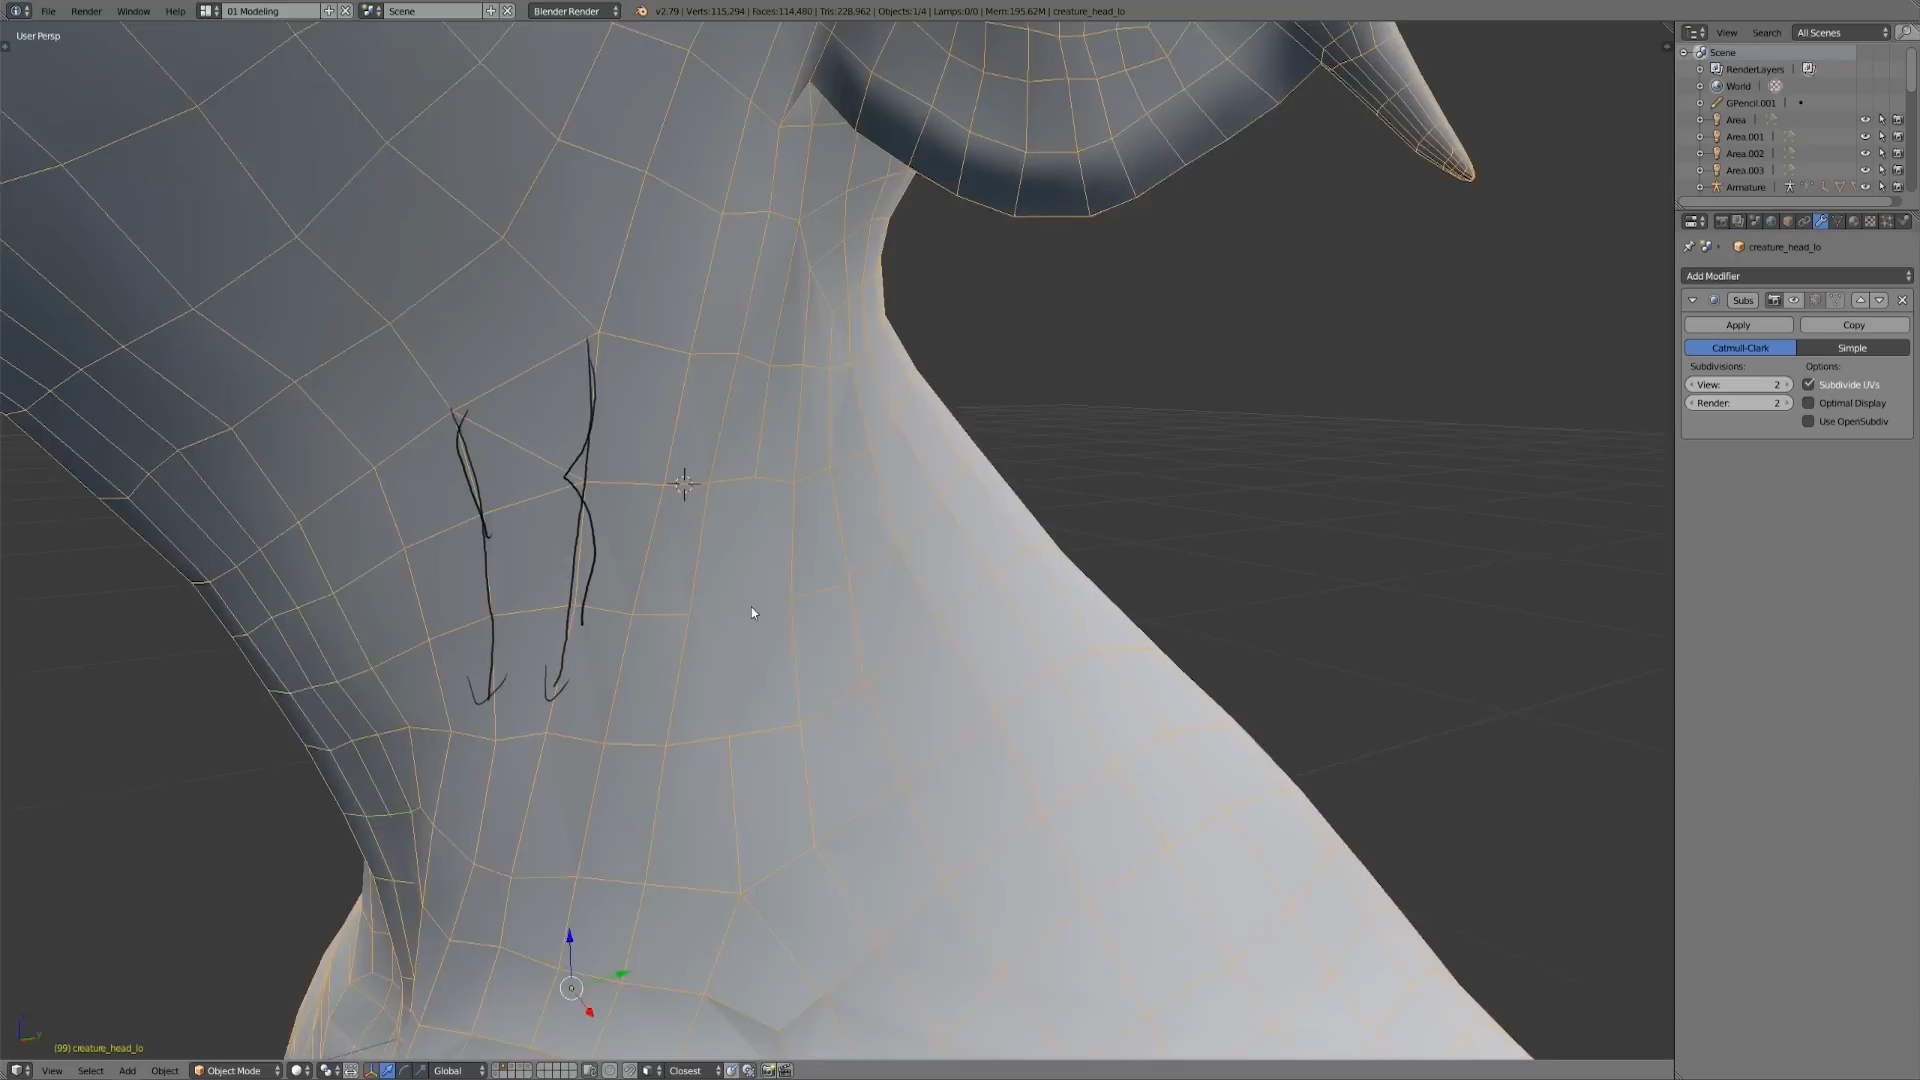 File Render Window Help 01 Modeling Scene Blender Render v2.79 | Verts:115,294 | Faces:114,480 | Tris:228,962 | Objects:1/4 | Lamps:0/0 | Mem:195.62M | creature_head_lo
User Persp
View Search All Scenes
Scene
RenderLayers
World
GPencil.001
Area
Area.001
Area.002
Area.003
Armature
creature_head_lo
Add Modifier
Subs
Apply Copy
Catmull-Clark Simple
Subdivisions: Options:
View: 2 Subdivide UVs
Render: 2 Optimal Display
Use OpenSubdiv
(99) creature_head_lo
View Select Add Object Object Mode Global Closest